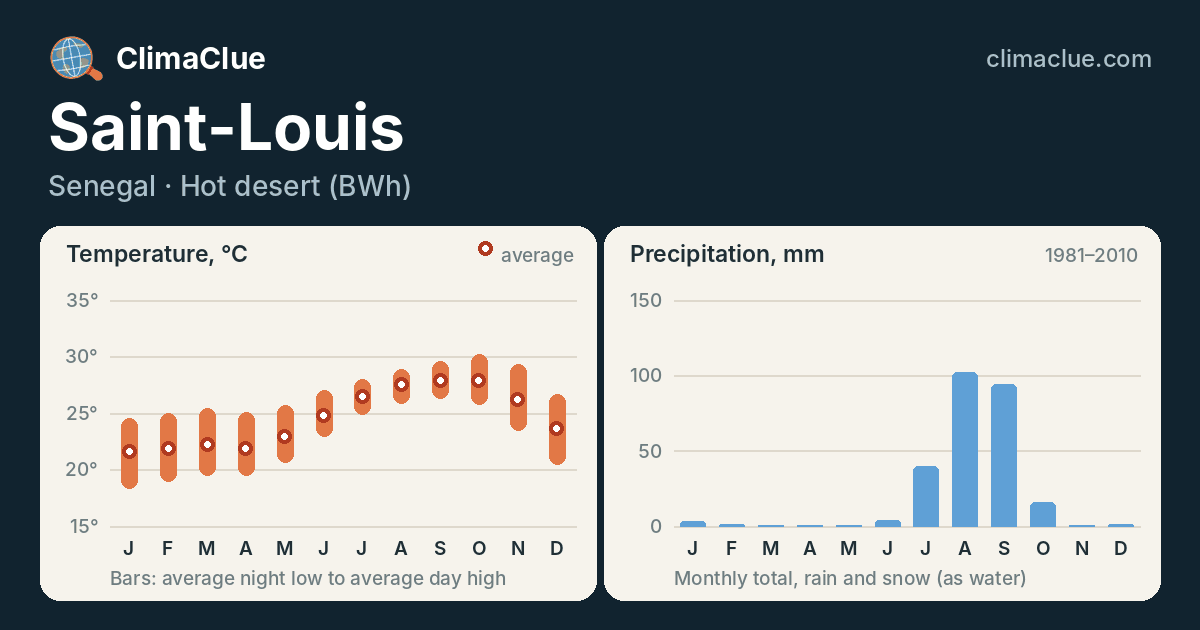 ClimaClue
climaclue.com
Saint-Louis
Senegal · Hot desert (BWh)
Temperature, °C
average
35°
30°
25°
20°
15°
J F M A M J J A S O N D
Bars: average night low to average day high
Precipitation, mm
1981–2010
150
100
50
0
J F M A M J J A S O N D
Monthly total, rain and snow (as water)